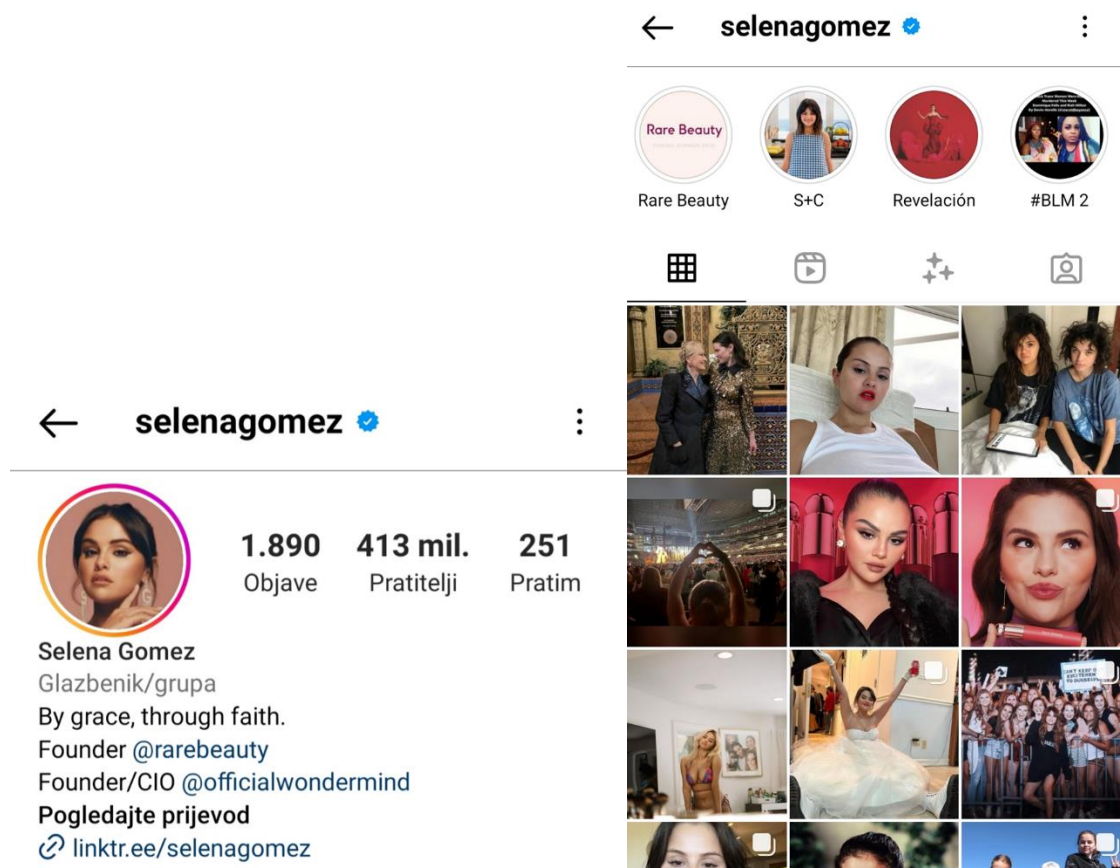 selenagomez
1.890
413 mil.
251
Objave
Pratitelji
Pratim
Selena Gomez
Glazbenik/grupa
By grace, through faith.
Founder @rarebeauty
Founder/CIO @officialwondermind
Pogledajte prijevod
linktr.ee/selenagomez
selenagomez
Rare Beauty
Rare Beauty
S+C
Revelación
#BLM 2